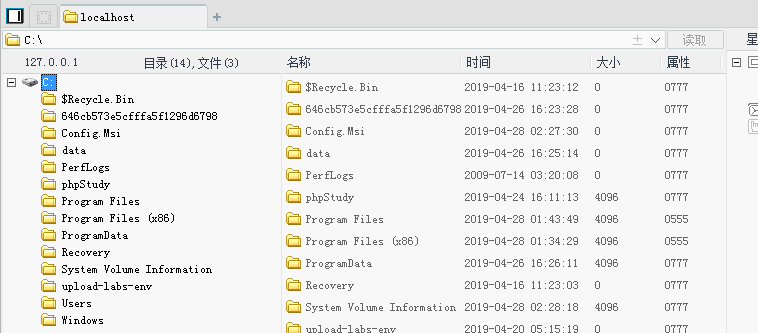 localhost
C:\ 读取 星
127.0.0.1 目录(14),文件(3) 名称 时间 大小 属性
C:
$Recycle.Bin
646cb573e5cfffa5f1296d6798
Config.Msi
data
PerfLogs
phpStudy
Program Files
Program Files (x86)
ProgramData
Recovery
System Volume Information
upload-labs-env
Users
Windows
$Recycle.Bin 2019-04-16 11:23:12 0 0777
646cb573e5cfffa5f1296d6798 2019-04-26 16:23:28 0 0777
Config.Msi 2019-04-28 02:27:30 0 0777
data 2019-04-26 16:25:14 0 0777
PerfLogs 2009-07-14 03:20:08 0 0777
phpStudy 2019-04-24 16:11:13 4096 0777
Program Files 2019-04-28 01:43:49 4096 0555
Program Files (x86) 2019-04-28 01:34:29 4096 0555
ProgramData 2019-04-26 16:26:11 4096 0777
Recovery 2019-04-16 11:23:03 0 0777
System Volume Information 2019-04-28 02:28:18 4096 0777
upload-labs-env 2019-04-20 05:15:19 0 0777